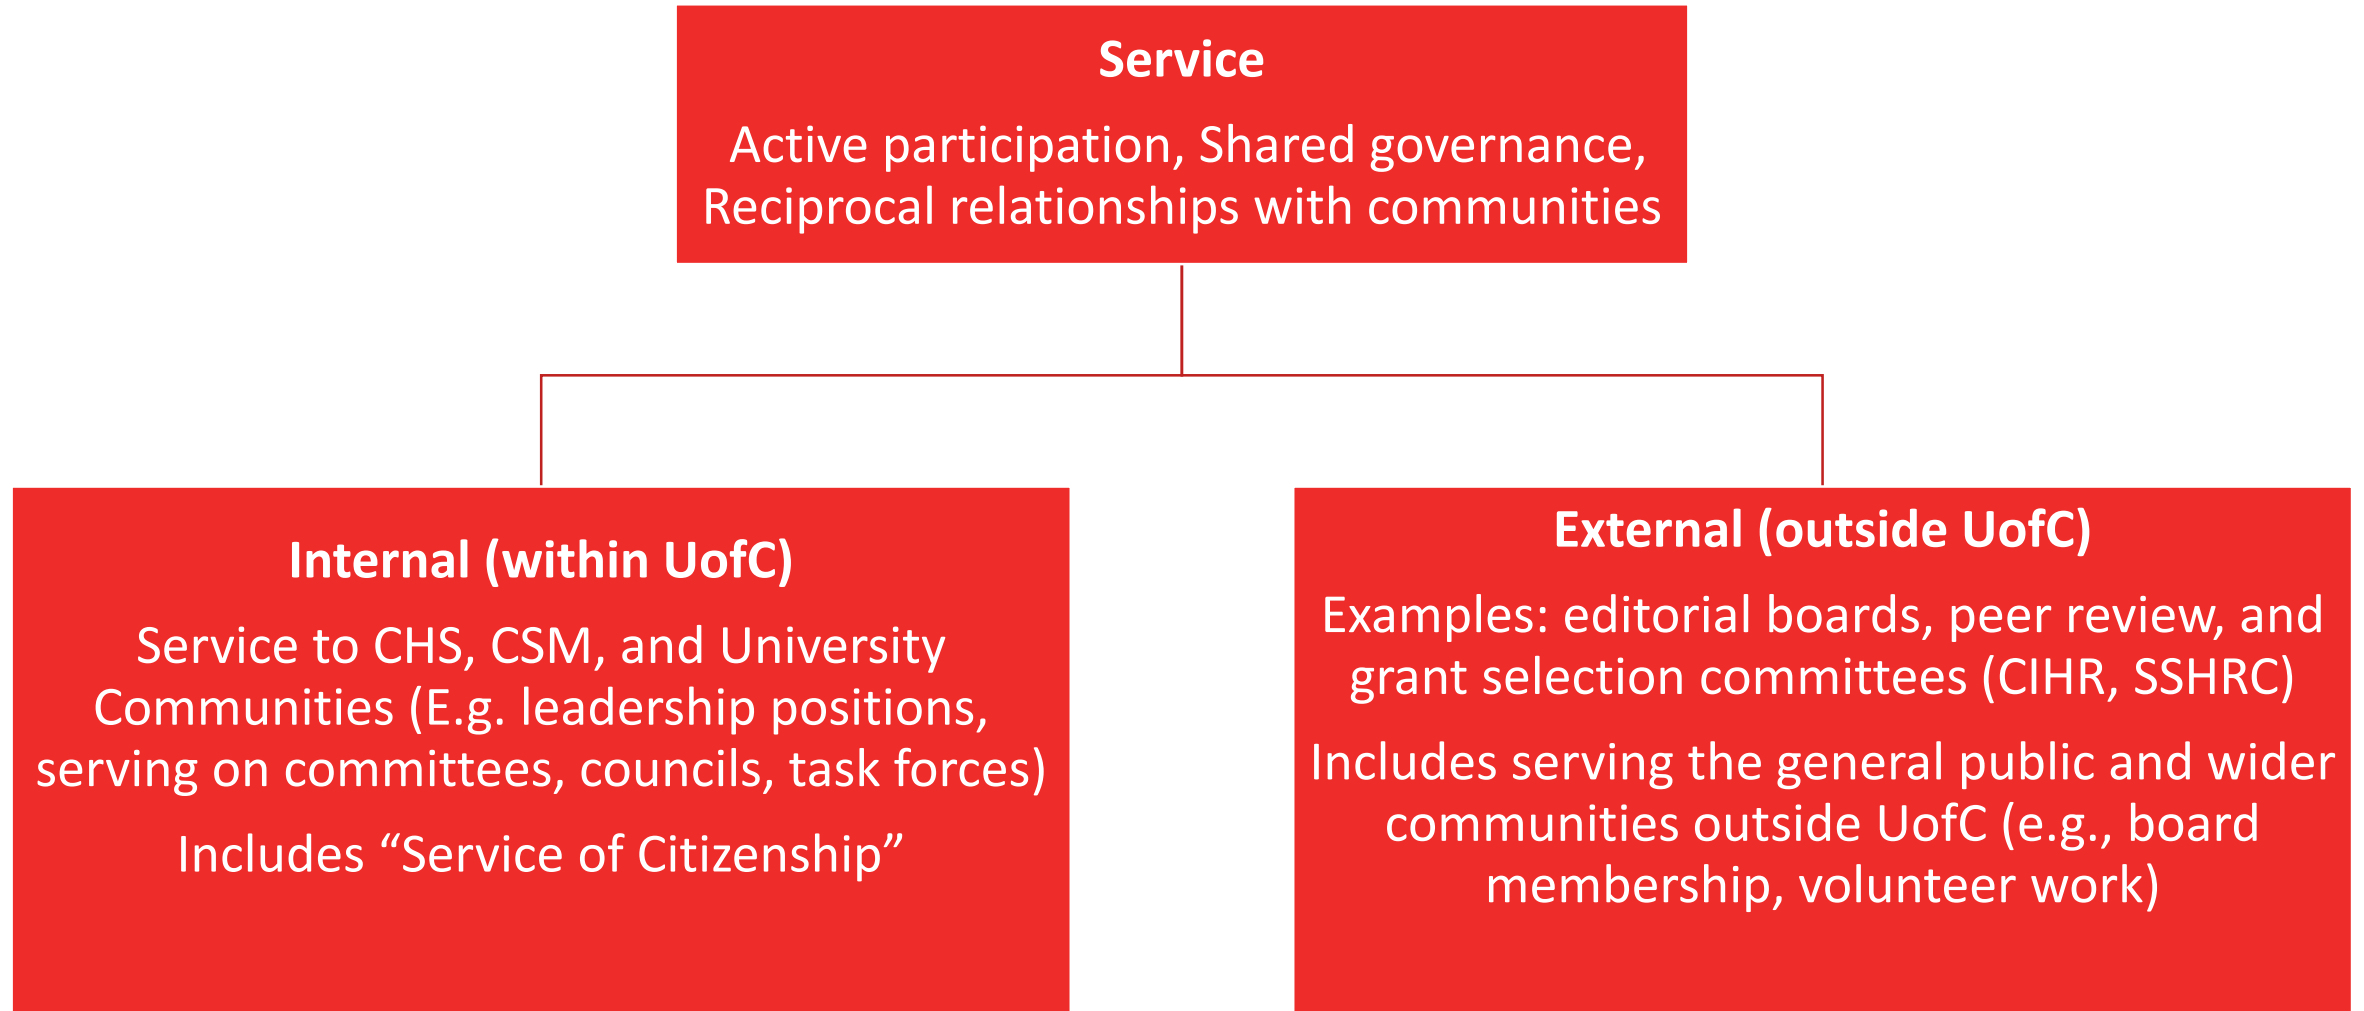 Service
Active participation, Shared governance,
Reciprocal relationships with communities
Internal (within UofC)
Service to CHS, CSM, and University
Communities (E.g. leadership positions,
serving on committees, councils, task forces)
Includes “Service of Citizenship”
External (outside UofC)
Examples: editorial boards, peer review, and
grant selection committees (CIHR, SSHRC)
Includes serving the general public and wider
communities outside UofC (e.g., board
membership, volunteer work)